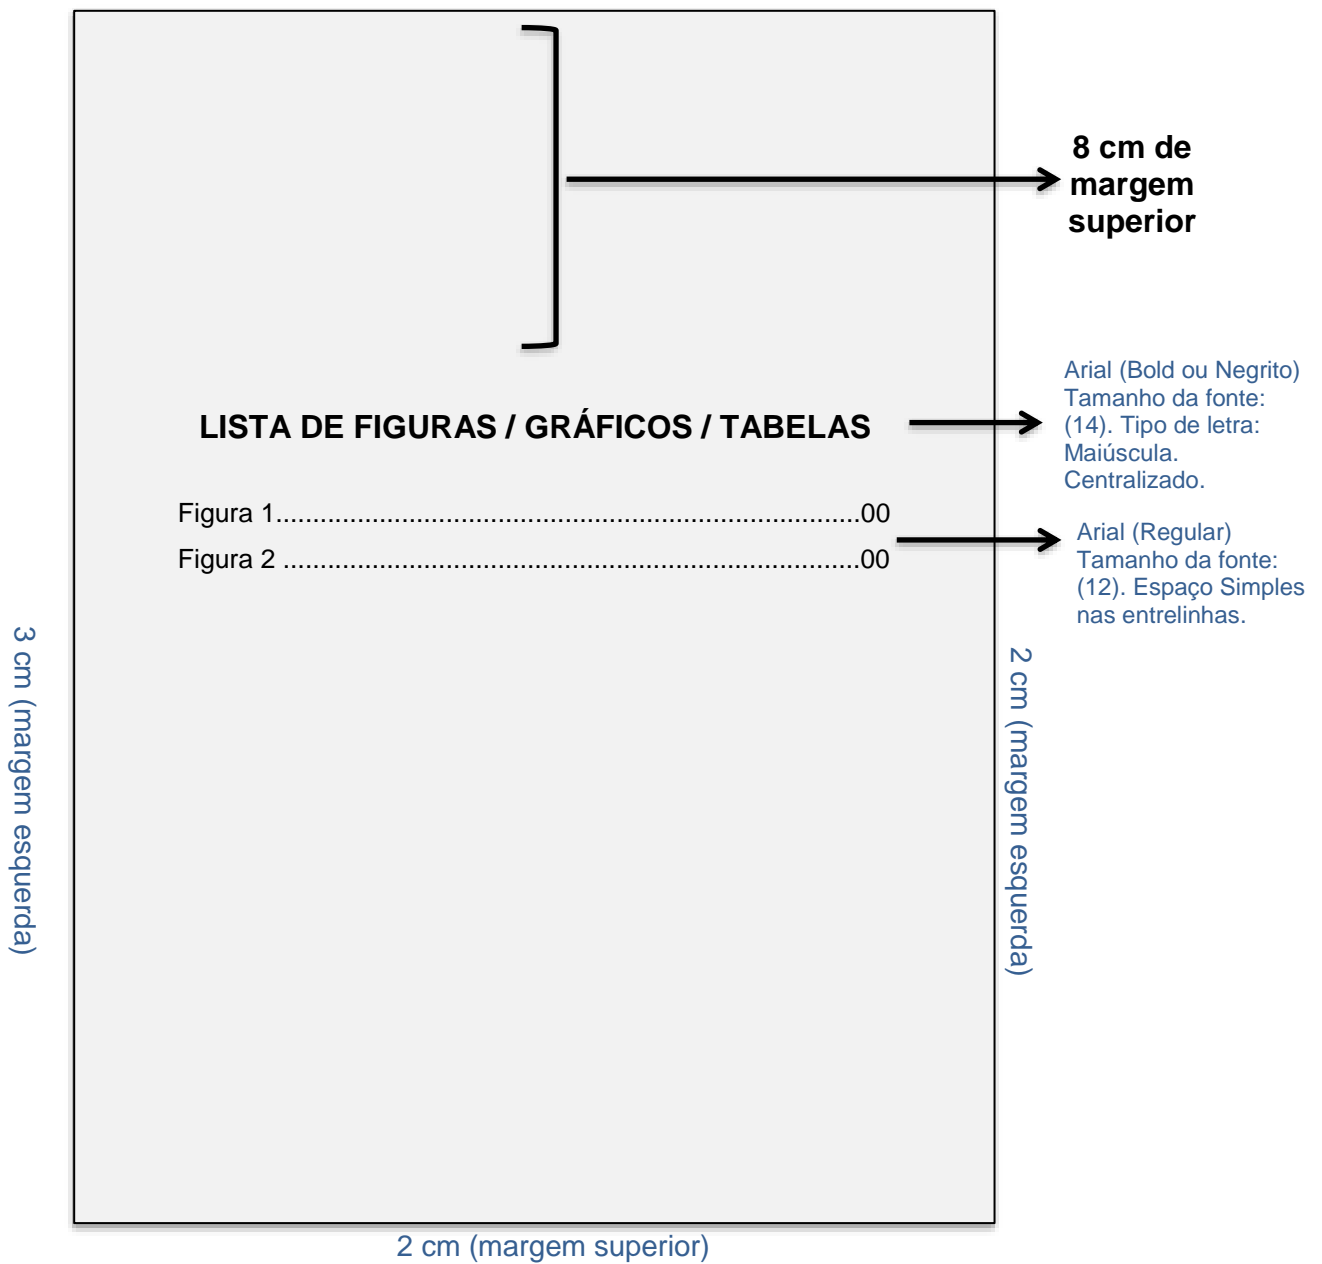 8 cm de
margem
superior
LISTA DE FIGURAS / GRÁFICOS / TABELAS
Arial (Bold ou Negrito)
Tamanho da fonte:
(14). Tipo de letra:
Maiúscula.
Centralizado.
Figura 1................................................................................00
Figura 2 ...............................................................................00
Arial (Regular)
Tamanho da fonte:
(12). Espaço Simples
nas entrelinhas.
3 cm (margem esquerda)
2 cm (margem esquerda)
2 cm (margem superior)